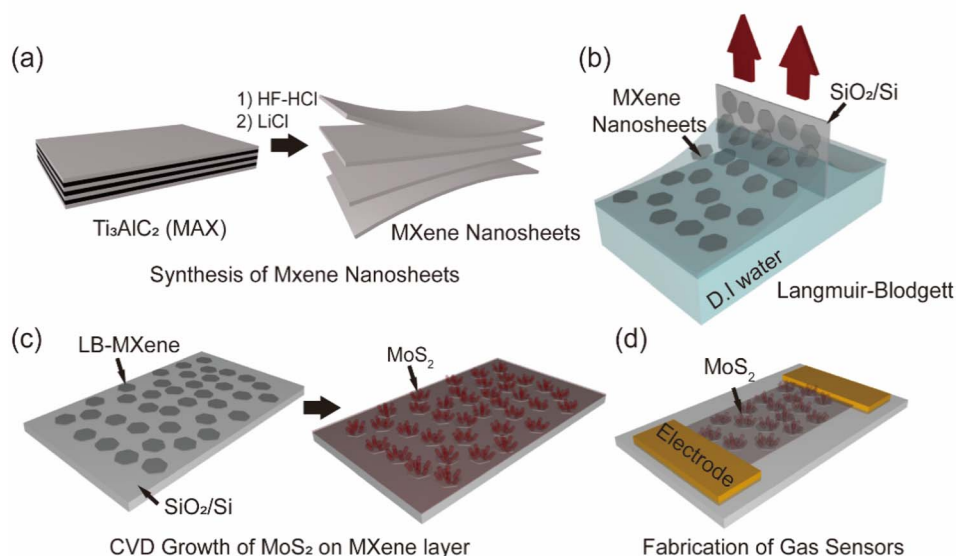 (a)
1) HF-HCl
2) LiCl
Ti₃AlC₂ (MAX)
MXene Nanosheets
Synthesis of Mxene Nanosheets
(b)
MXene
Nanosheets
SiO₂/Si
D.I water
Langmuir-Blodgett
(c)
LB-MXene
MoS₂
SiO₂/Si
CVD Growth of MoS₂ on MXene layer
(d)
MoS₂
Electrode
Fabrication of Gas Sensors